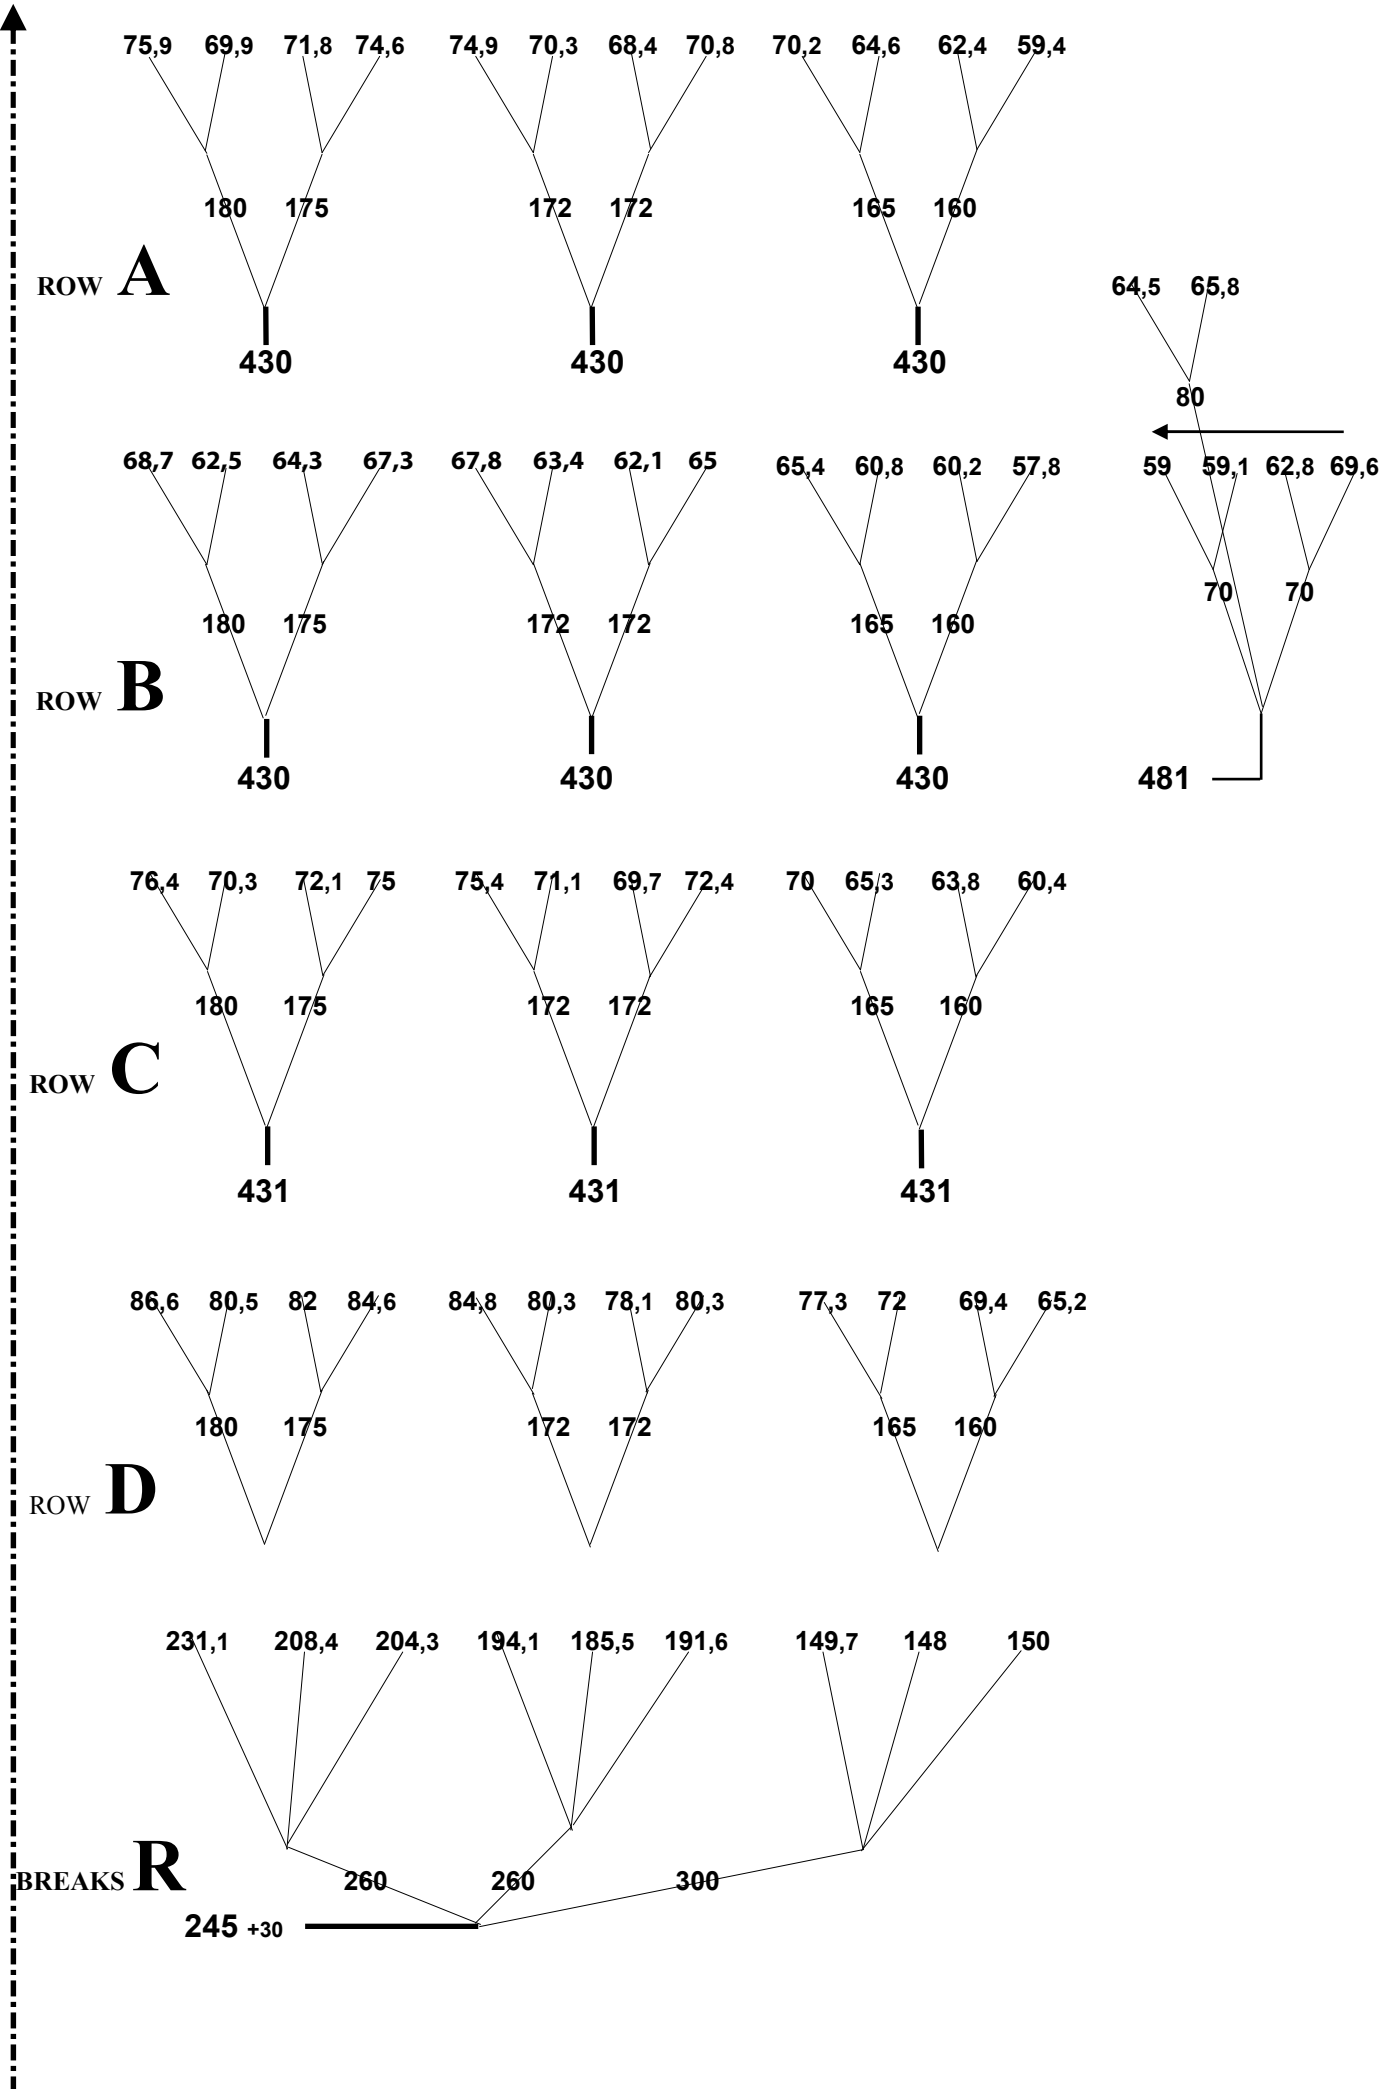 75,9 69,9 71,8 74,6 74,9 70,3 68,4 70,8 70,2 64,6 62,4 59,4
180 175 172 172 165 160
ROW A
430 430 430
64,5 65,8
80
68,7 62,5 64,3 67,3 67,8 63,4 62,1 65 65,4 60,8 60,2 57,8 59 59,1 62,8 69,6
70 70
180 175 172 172 165 160
ROW B
430 430 430 481
76,4 70,3 72,1 75 75,4 71,1 69,7 72,4 70 65,3 63,8 60,4
180 175 172 172 165 160
ROW C
431 431 431
86,6 80,5 82 84,6 84,8 80,3 78,1 80,3 77,3 72 69,4 65,2
180 175 172 172 165 160
ROW D
231,1 208,4 204,3 194,1 185,5 191,6 149,7 148 150
BREAKS R 260 260 300
245 +30